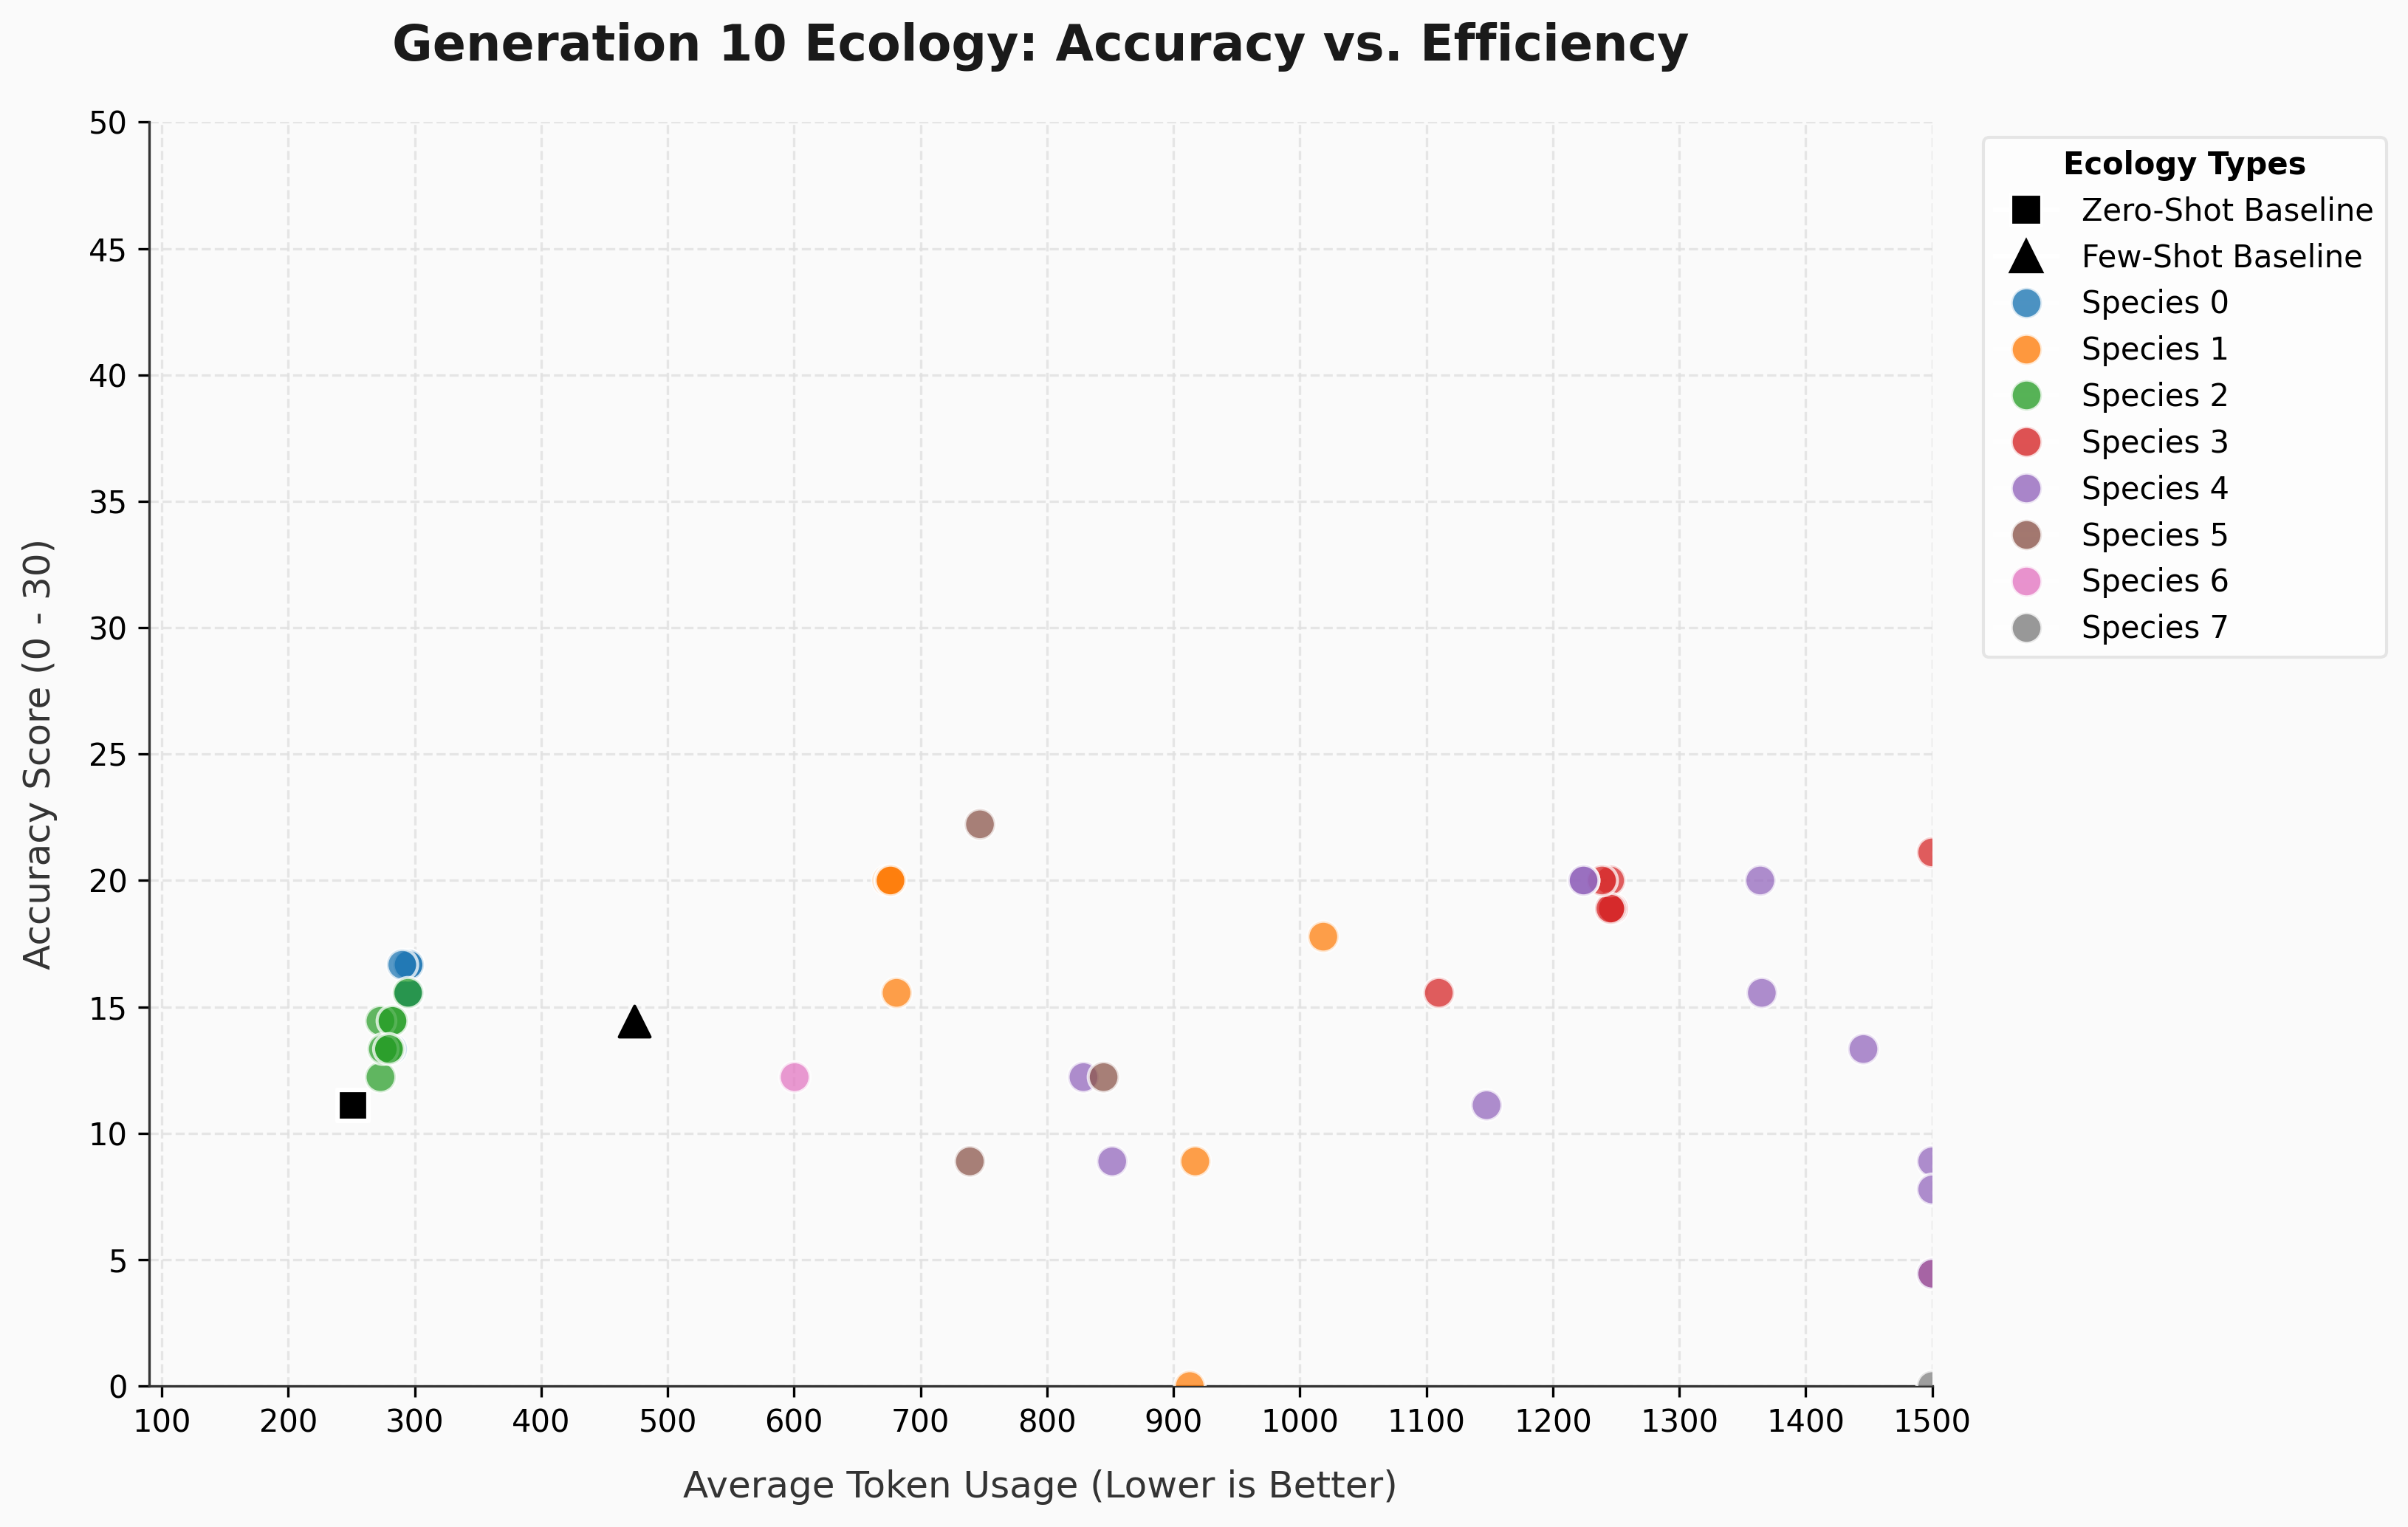 Generation 10 Ecology: Accuracy vs. Efficiency
50
45
40
35
30
25
20
15
10
5
0
Accuracy Score (0 - 30)
100 200 300 400 500 600 700 800 900 1000 1100 1200 1300 1400 1500
Average Token Usage (Lower is Better)
Ecology Types
Zero-Shot Baseline
Few-Shot Baseline
Species 0
Species 1
Species 2
Species 3
Species 4
Species 5
Species 6
Species 7